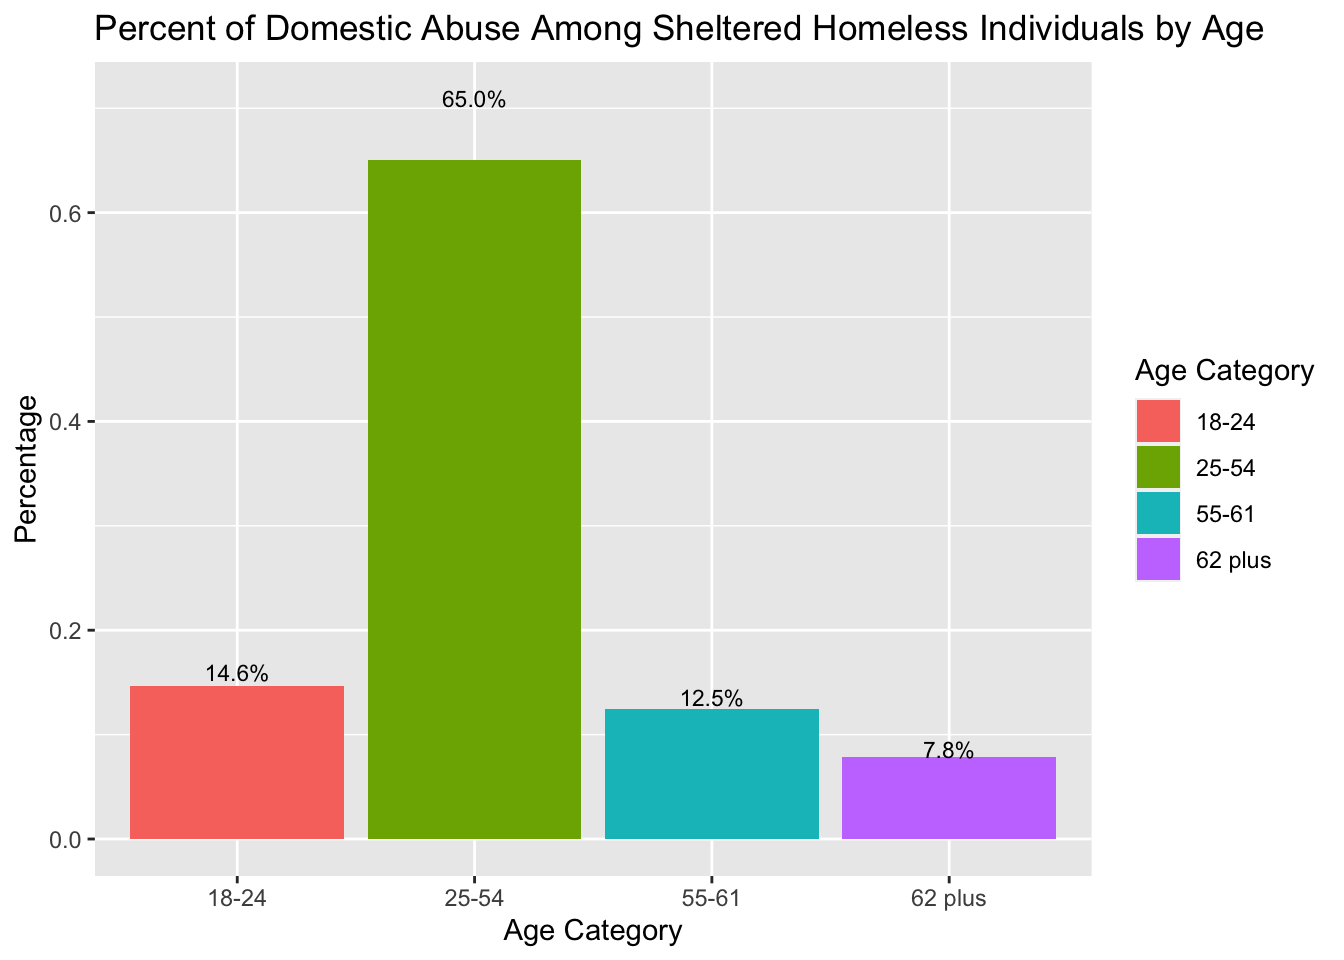 Percent of Domestic Abuse Among Sheltered Homeless Individuals by Age
65.0%
0.6
0.4
0.2
0.0
Percentage
14.6%
12.5%
7.8%
18-24
25-54
55-61
62 plus
Age Category
Age Category
18-24
25-54
55-61
62 plus